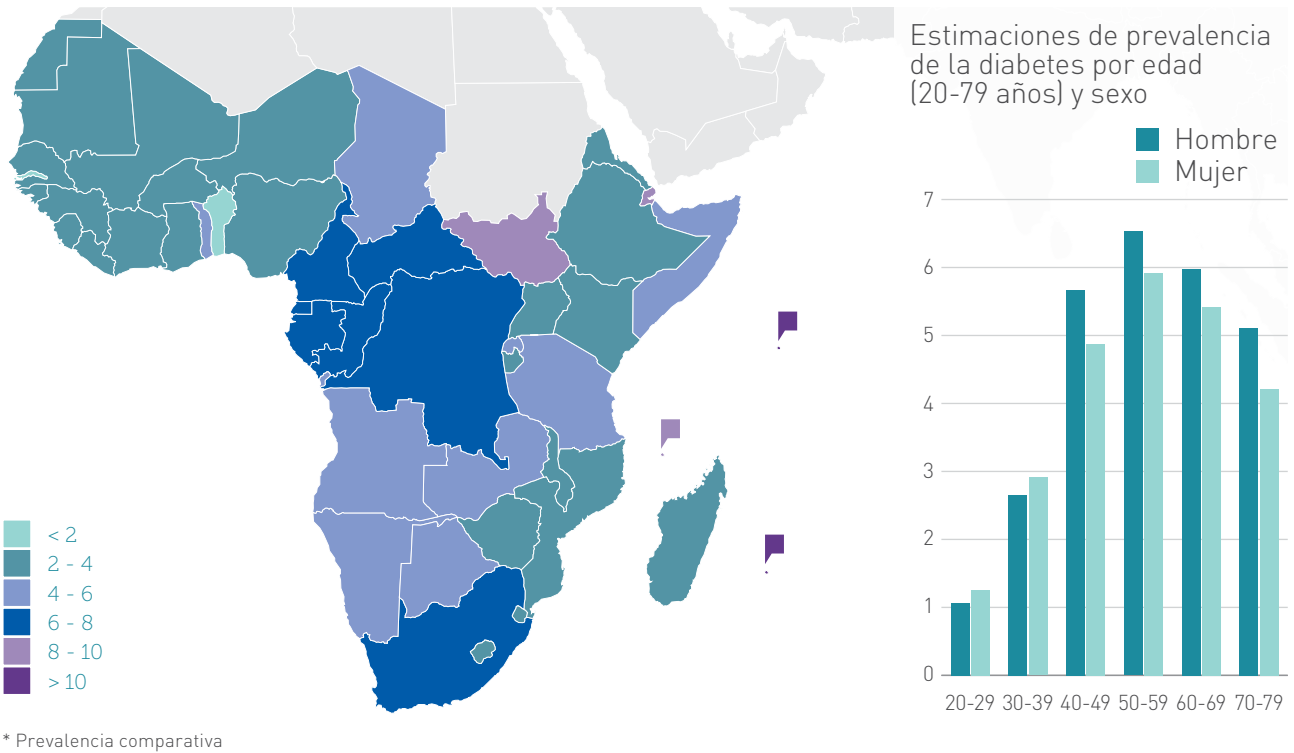 Estimaciones de prevalencia
de la diabetes por edad
(20-79 años) y sexo
Hombre
Mujer
7
6
5
4
3
2
1
0
20-29 30-39 40-49 50-59 60-69 70-79
< 2
2 - 4
4 - 6
6 - 8
8 - 10
> 10
* Prevalencia comparativa